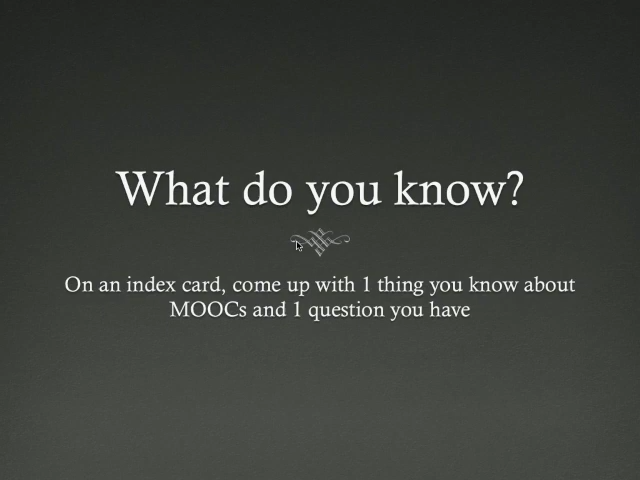 What do you know?
On an index card, come up with 1 thing you know about
MOOCs and 1 question you have